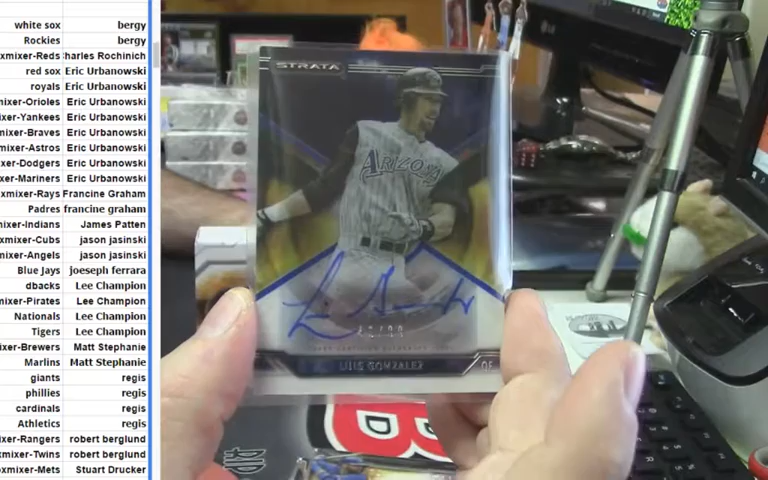 white sox bergy
Rockies bergy
xmixer-Reds charles Rochinich
red sox Eric Urbanowski
royals Eric Urbanowski
mixer-Orioles Eric Urbanowski
mixer-Yankees Eric Urbanowski
mixer-Braves Eric Urbanowski
mixer-Astros Eric Urbanowski
mixer-Dodgers Eric Urbanowski
mixer-Mariners Eric Urbanowski
xmixer-Rays Francine Graham
Padres francine graham
mixer-Indians James Patten
xmixer-Cubs jason jasinski
mixer-Angels jason jasinski
Blue Jays joeseph ferrara
dbacks Lee Champion
mixer-Pirates Lee Champion
Nationals Lee Champion
Tigers Lee Champion
ixer-Brewers Matt Stephanie
Marlins Matt Stephanie
giants regis
phillies regis
cardinals regis
Athletics regis
ixer-Rangers robert berglund
xmixer-Twins robert berglund
oxmixer-Mets Stuart Drucker
STRATA
ARIZONA
LUIS GONZALEZ OF
B
RIP